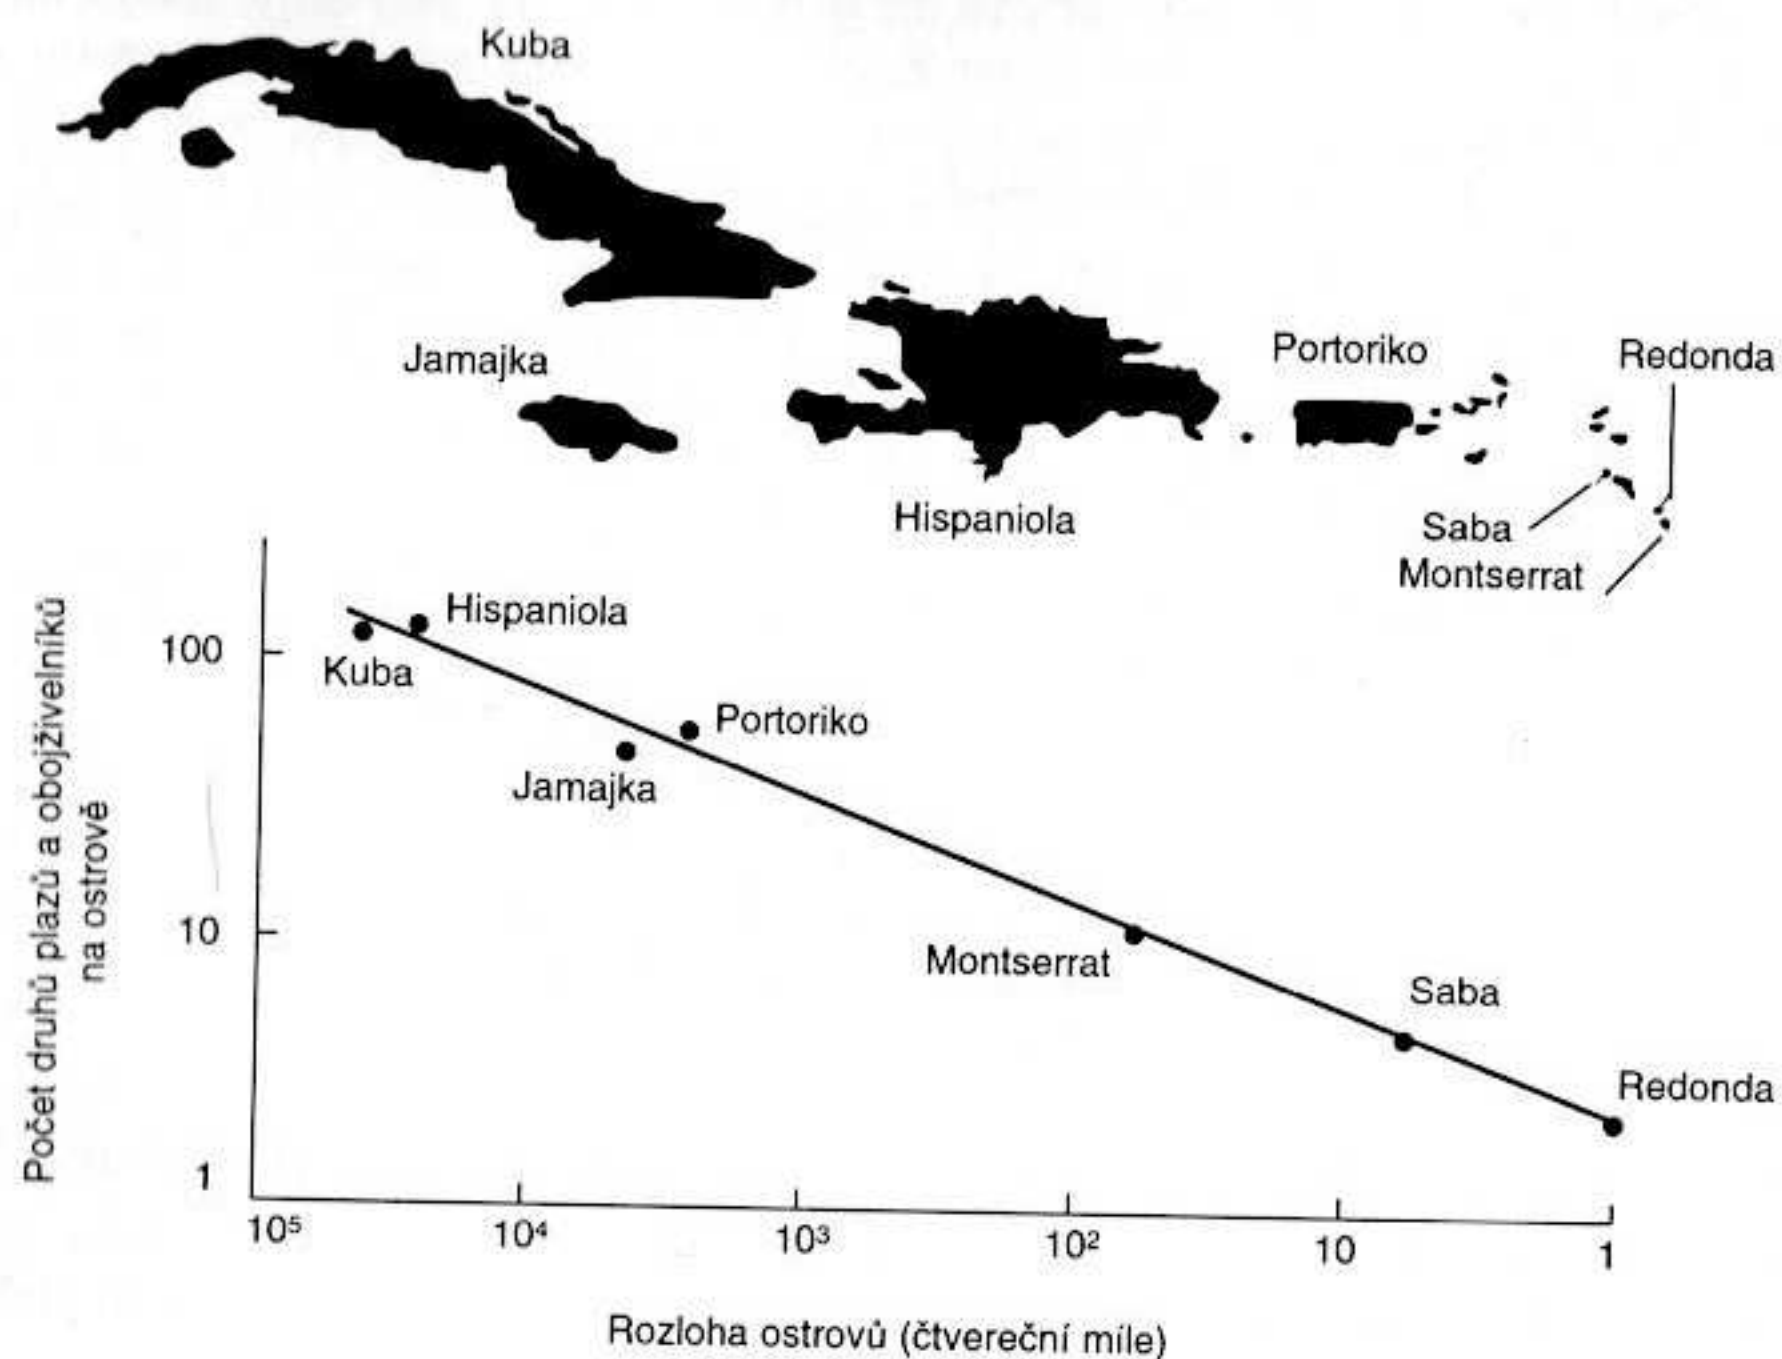 Kuba
Jamajka
Portoriko
Redonda
Hispaniola
Saba
Montserrat
Počet druhů plazů a obojživelníků
na ostrově
100
10
1
Hispaniola
Kuba
Portoriko
Jamajka
Montserrat
Saba
Redonda
10⁵ 10⁴ 10³ 10² 10 1
Rozloha ostrovů (čtvereční míle)